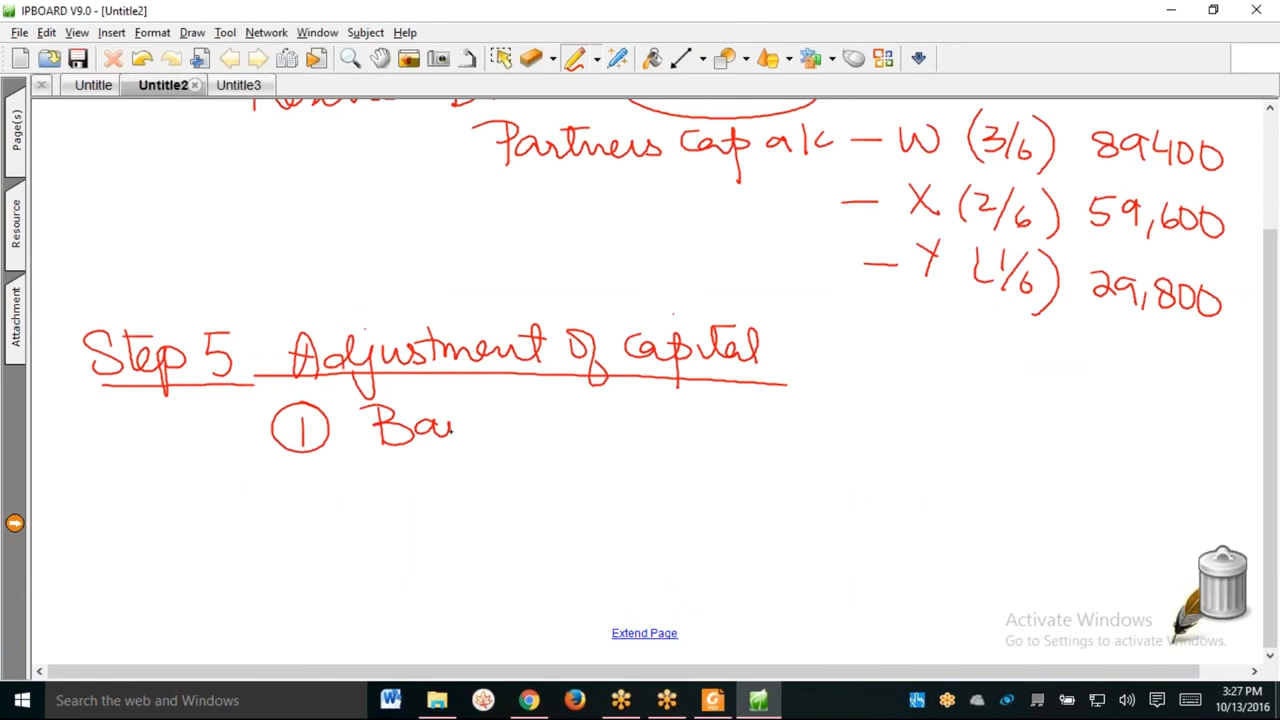 IPBOARD V9.0 - [Untitle2]
File Edit View Insert Format Draw Tool Network Window Subject Help
Untitle Untitle2 Untitle3
Page(s)
Resource
Attachment
Partners cap a/c — W (3/6) 89400
— X (2/6) 59,600
— Y (1/6) 29,800
Step 5 Adjustment of capital
①
Extend Page
Activate Windows
Go to Settings to activate Windows.
Search the web and Windows
3:27 PM
10/13/2016